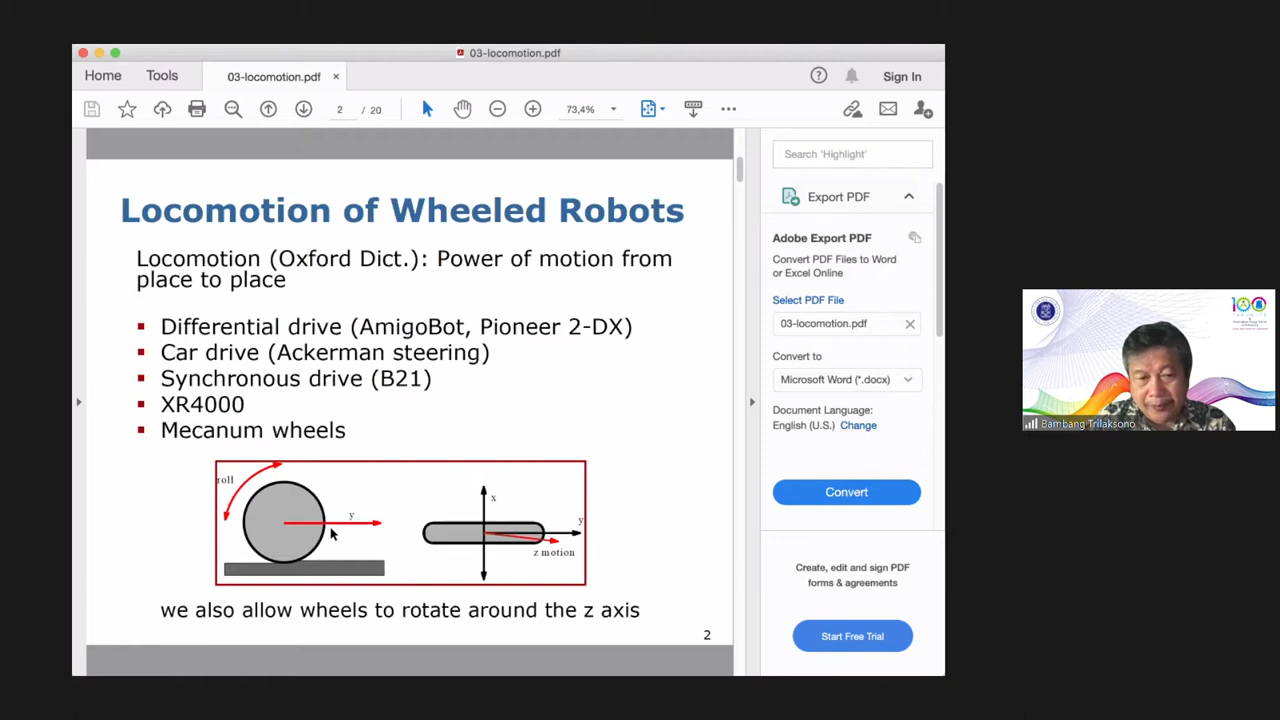 03-locomotion.pdf
Home
Tools
03-locomotion.pdf ×
Sign In
2 / 20
73,4%
Search 'Highlight'
Export PDF
Adobe Export PDF
Convert PDF Files to Word
or Excel Online
Select PDF File
03-locomotion.pdf
Convert to
Microsoft Word (*.docx)
Document Language:
English (U.S.) Change
Convert
Create, edit and sign PDF
forms & agreements
Start Free Trial
Locomotion of Wheeled Robots
Locomotion (Oxford Dict.): Power of motion from
place to place
Differential drive (AmigoBot, Pioneer 2-DX)
Car drive (Ackerman steering)
Synchronous drive (B21)
XR4000
Mecanum wheels
roll
y
x
y
z motion
we also allow wheels to rotate around the z axis
2
100
Bambang Trilaksono